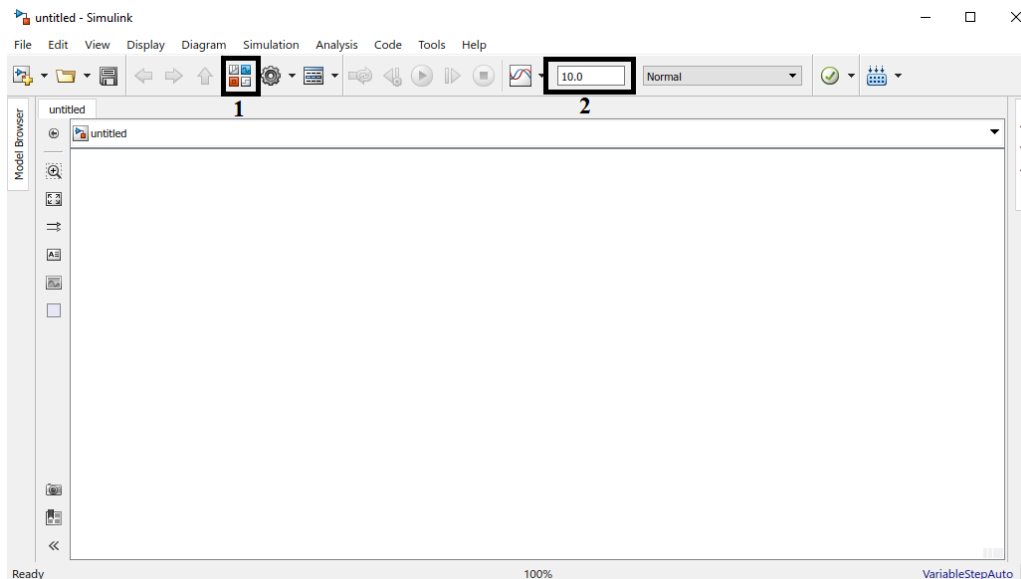 untitled - Simulink
File Edit View Display Diagram Simulation Analysis Code Tools Help
10.0 Normal
1 2
Model Browser
untitled
untitled
Ready 100% VariableStepAuto